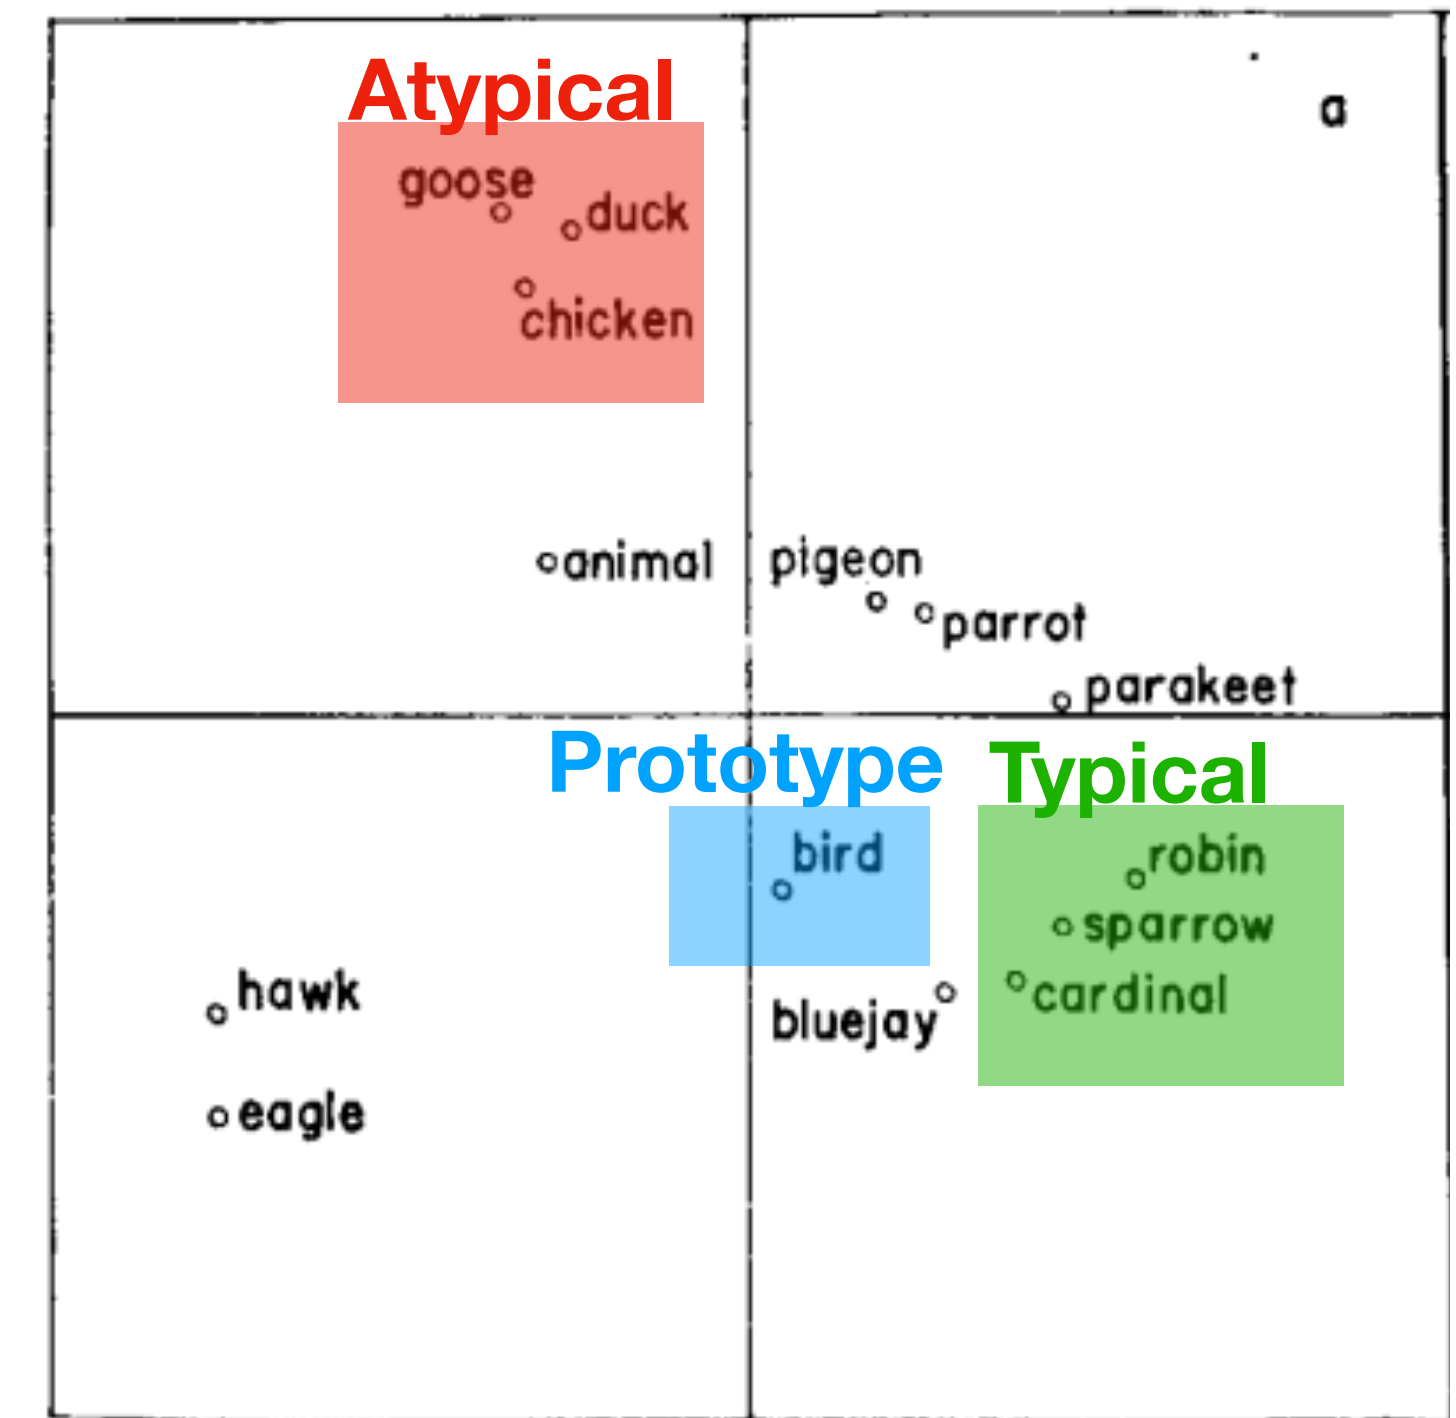 Atypical
a
goose
duck
chicken
animal
pigeon
parrot
parakeet
Prototype
Typical
bird
robin
sparrow
hawk
cardinal
bluejay
eagle